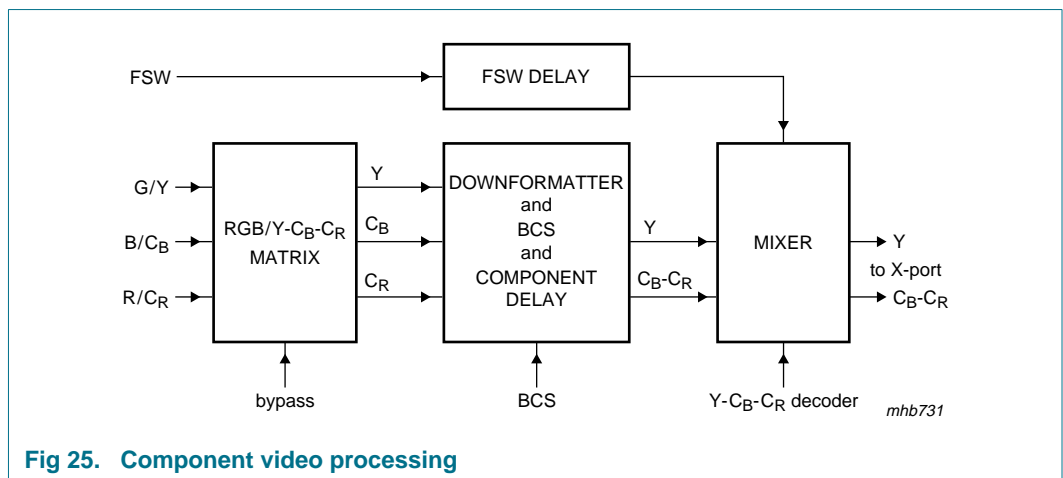 FSW
FSW DELAY
G/Y
B/CB
R/CR
RGB/Y-CB-CR
MATRIX
bypass
Y
CB
CR
DOWNFORMATTER
and
BCS
and
COMPONENT
DELAY
BCS
Y
CB-CR
MIXER
Y-CB-CR decoder
Y
to X-port
CB-CR
mhb731
Fig 25. Component video processing